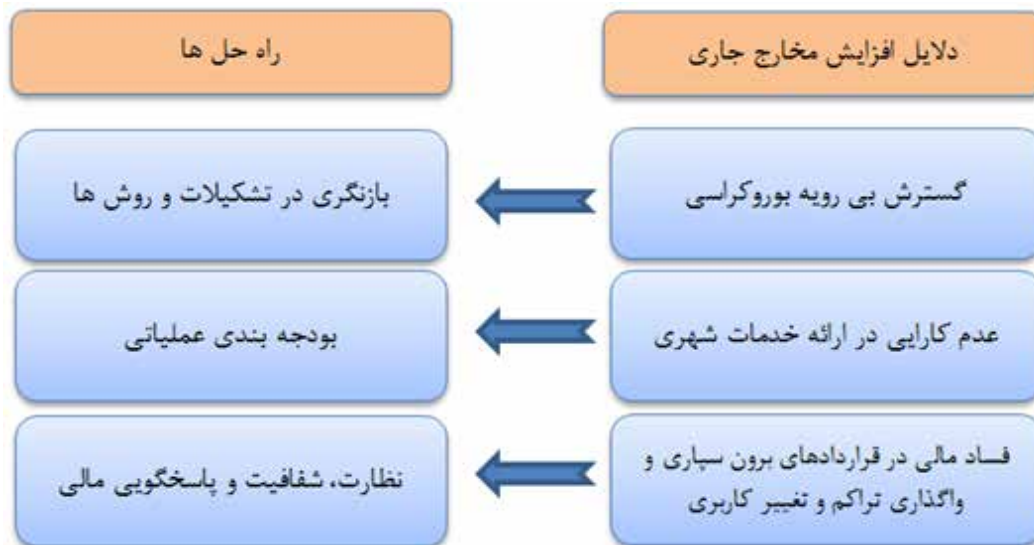 دلایل افزایش مخارج جاری
راه حل ها
گسترش بی رویه بوروکراسی
بازنگری در تشکیلات و روش ها
عدم کارایی در ارائه خدمات شهری
بودجه بندی عملیاتی
فساد مالی در قراردادهای برون سپاری و
واگذاری تراکم و تغییر کاربری
نظارت، شفافیت و پاسخگویی مالی